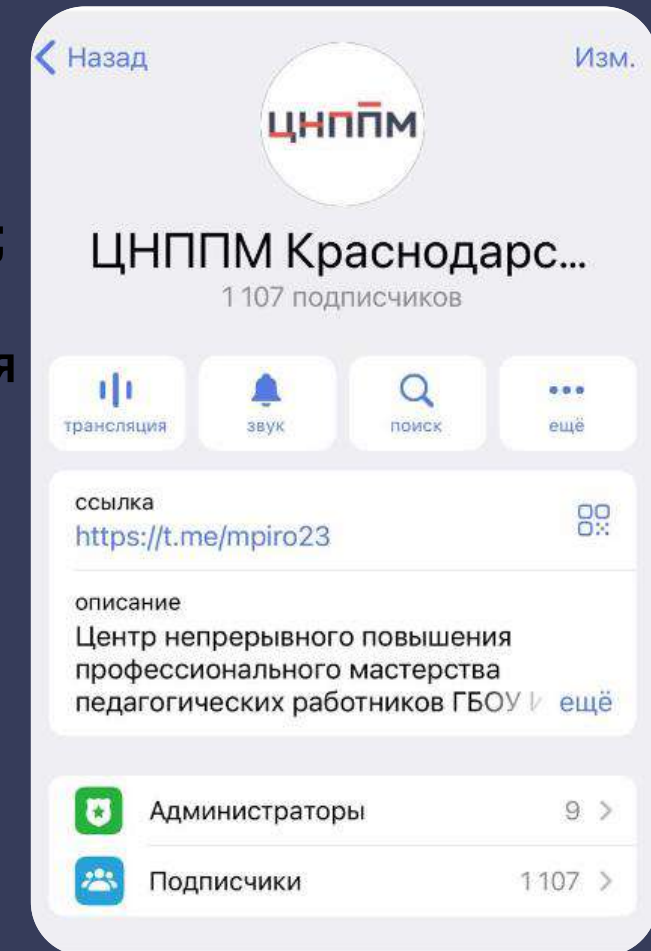 Назад
Изм.
ЦНППМ
ЦНППМ Краснодарс...
1 107 подписчиков
я
трансляция
звук
поиск
ещё
ссылка
https://t.me/mpiro23
описание
Центр непрерывного повышения
профессионального мастерства
педагогических работников ГБОУ И ещё
Администраторы 9
Подписчики 1 107